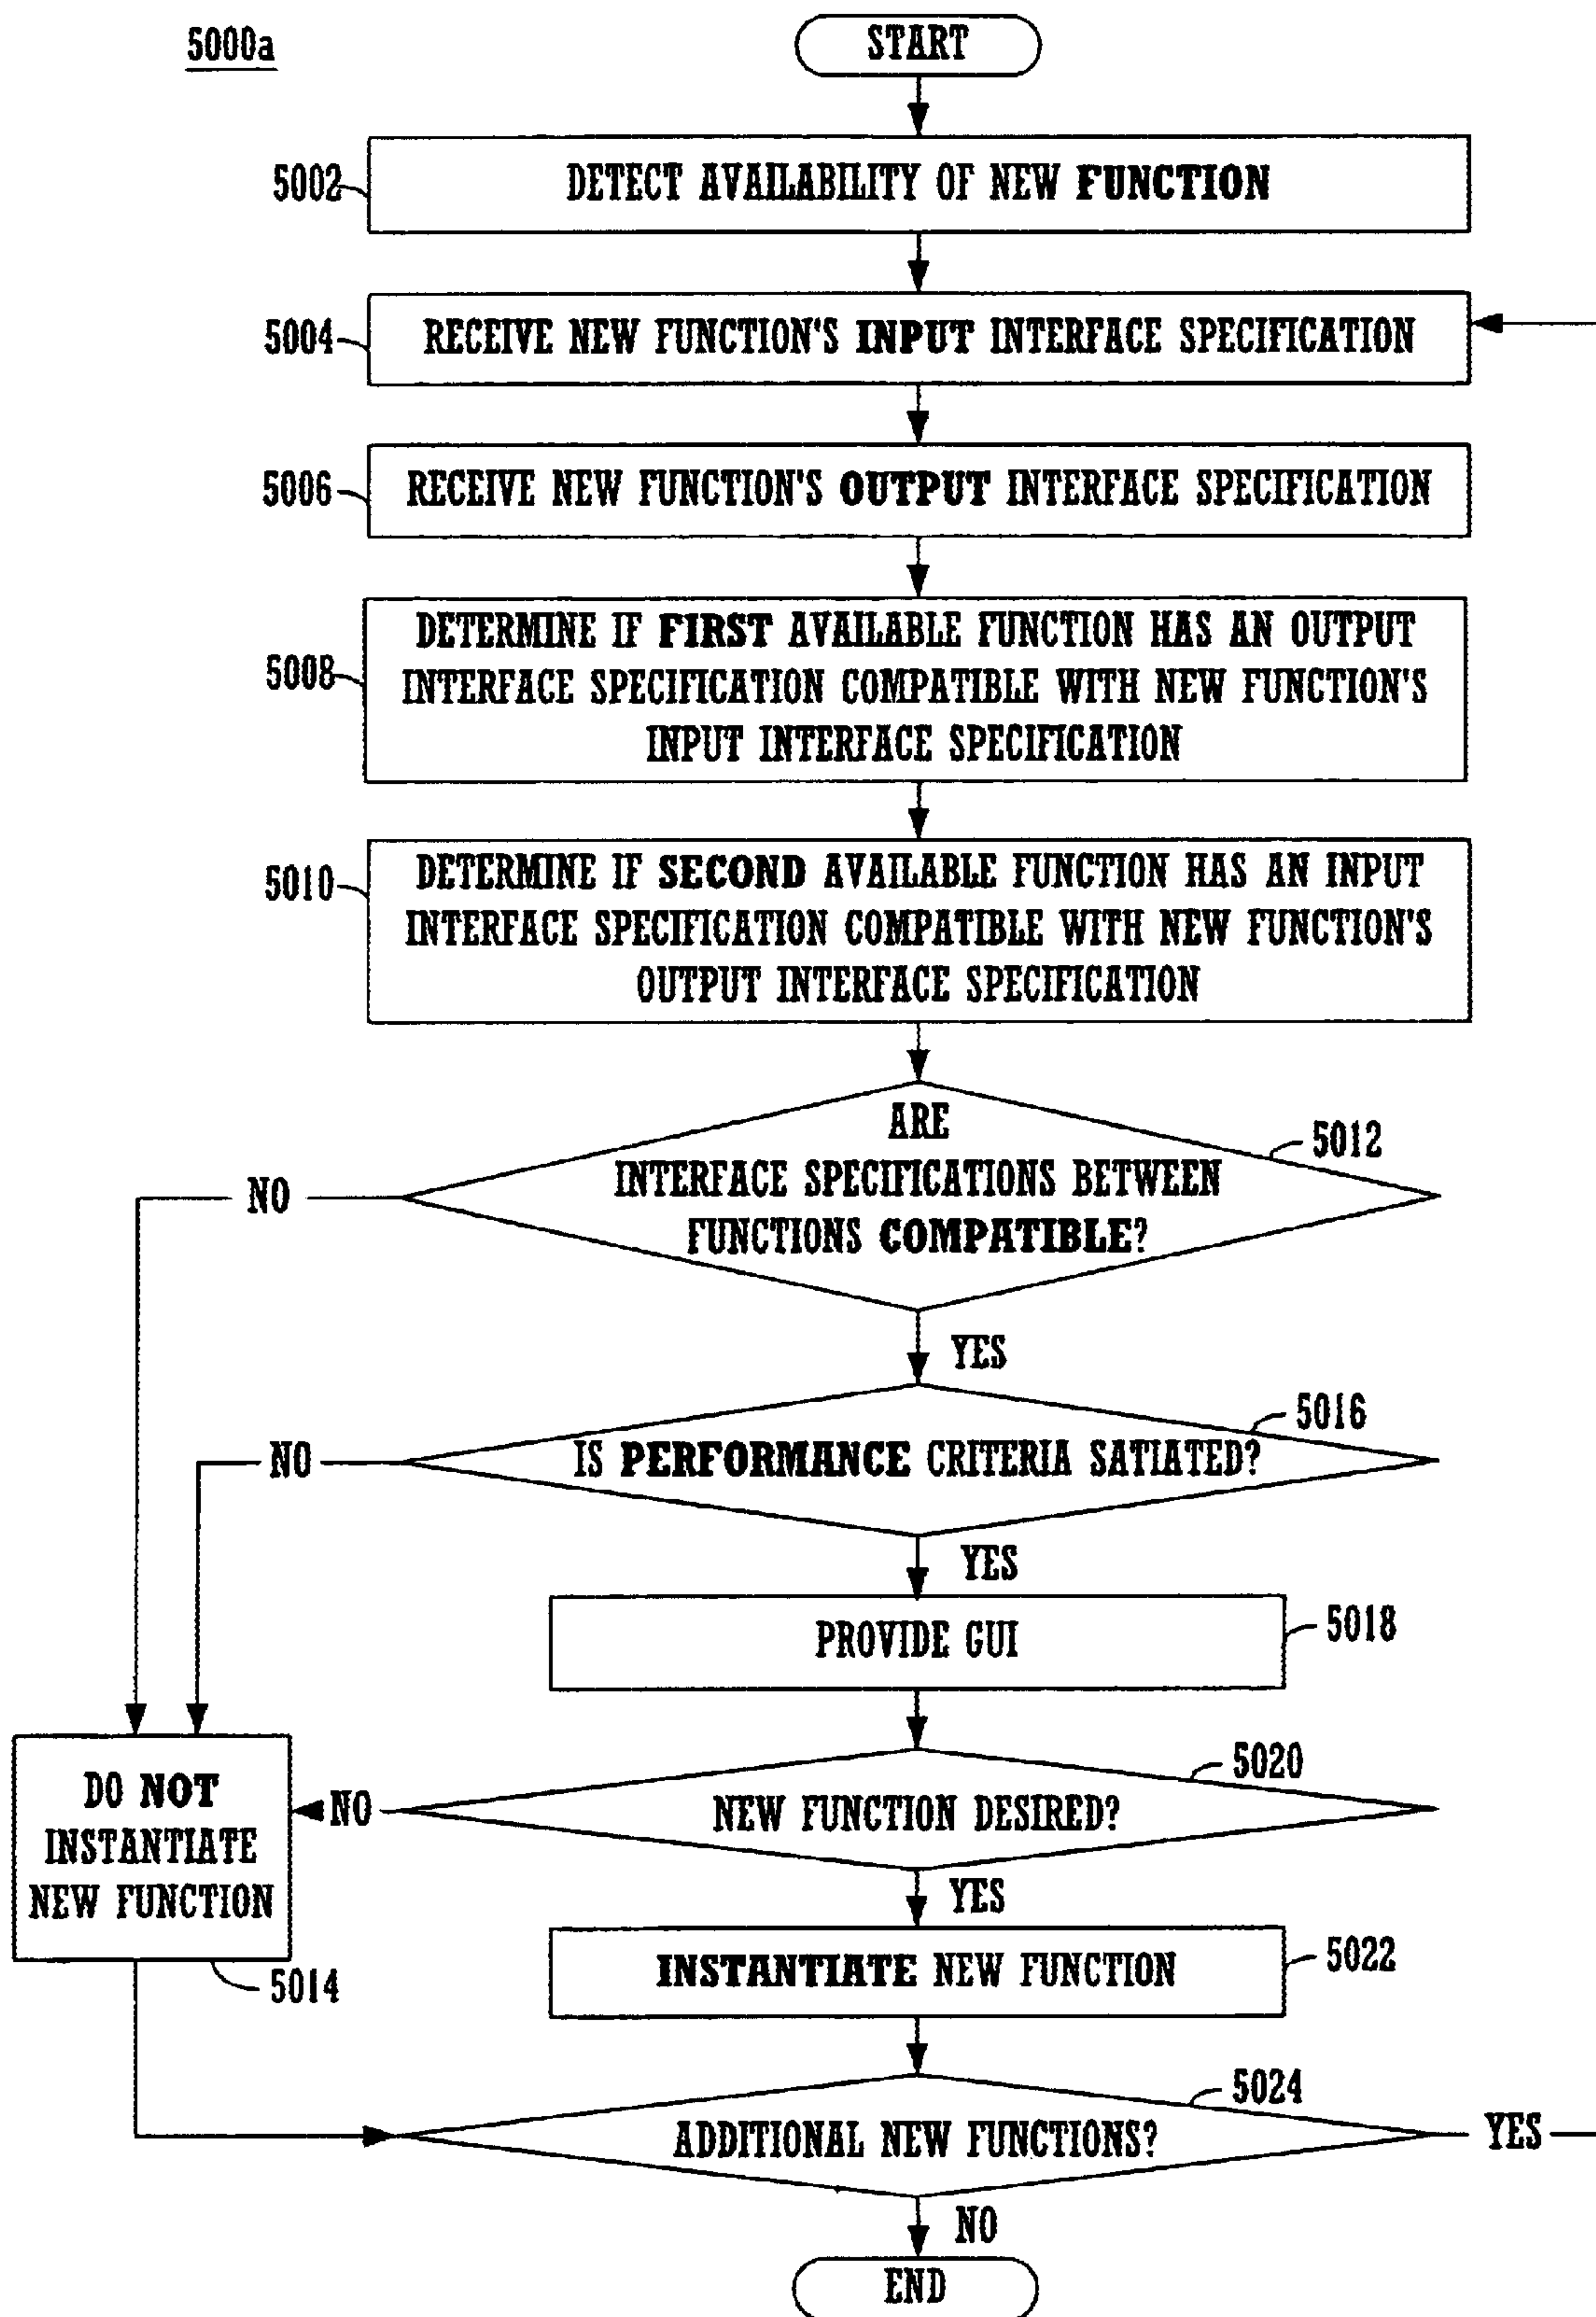 5000a
START
5002
DETECT AVAILABILITY OF NEW FUNCTION
5004
RECEIVE NEW FUNCTION'S INPUT INTERFACE SPECIFICATION
5006
RECEIVE NEW FUNCTION'S OUTPUT INTERFACE SPECIFICATION
5008
DETERMINE IF FIRST AVAILABLE FUNCTION HAS AN OUTPUT
INTERFACE SPECIFICATION COMPATIBLE WITH NEW FUNCTION'S
INPUT INTERFACE SPECIFICATION
5010
DETERMINE IF SECOND AVAILABLE FUNCTION HAS AN INPUT
INTERFACE SPECIFICATION COMPATIBLE WITH NEW FUNCTION'S
OUTPUT INTERFACE SPECIFICATION
ARE
INTERFACE SPECIFICATIONS BETWEEN
FUNCTIONS COMPATIBLE?
5012
NO
YES
IS PERFORMANCE CRITERIA SATIATED?
5016
NO
YES
PROVIDE GUI
5018
NEW FUNCTION DESIRED?
5020
NO
YES
DO NOT
INSTANTIATE
NEW FUNCTION
5014
INSTANTIATE NEW FUNCTION
5022
ADDITIONAL NEW FUNCTIONS?
5024
YES
NO
END